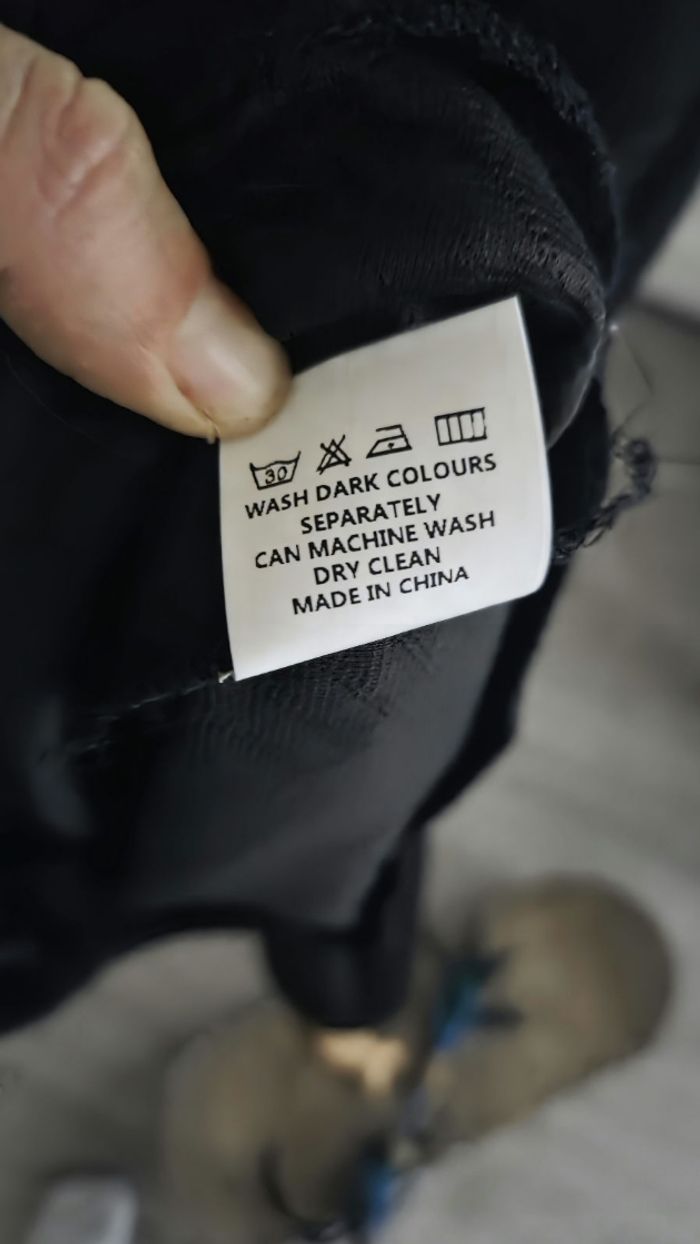 30
WASH DARK COLOURS
SEPARATELY
CAN MACHINE WASH
DRY CLEAN
MADE IN CHINA